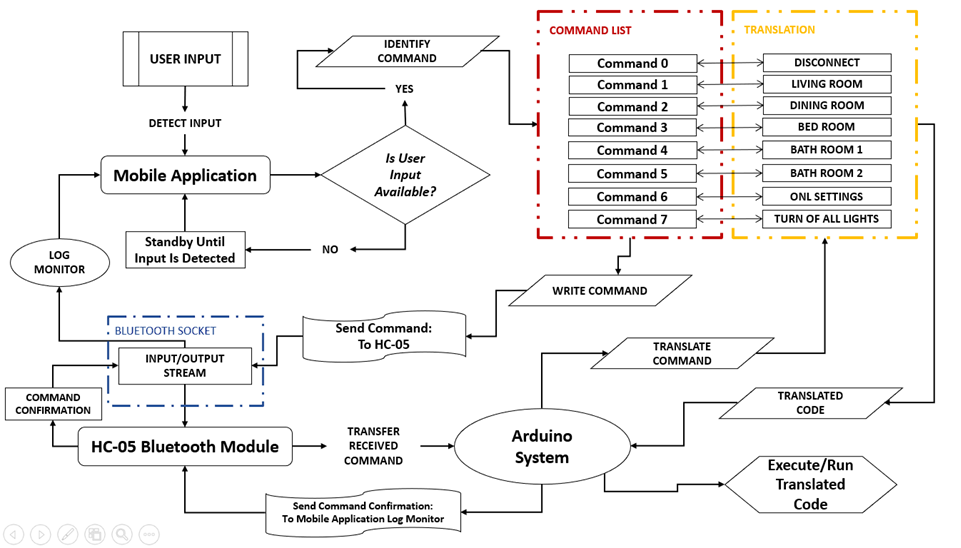 USER INPUT
DETECT INPUT
Mobile Application
Standby Until
Input Is Detected
NO
Is User
Input
Available?
YES
IDENTIFY
COMMAND
COMMAND LIST
Command 0
Command 1
Command 2
Command 3
Command 4
Command 5
Command 6
Command 7
TRANSLATION
DISCONNECT
LIVING ROOM
DINING ROOM
BED ROOM
BATH ROOM 1
BATH ROOM 2
ONL SETTINGS
TURN OF ALL LIGHTS
LOG
MONITOR
WRITE COMMAND
Send Command:
To HC-05
BLUETOOTH SOCKET
INPUT/OUTPUT
STREAM
COMMAND
CONFIRMATION
HC-05 Bluetooth Module
TRANSFER
RECEIVED
COMMAND
Arduino
System
TRANSLATE
COMMAND
TRANSLATED
CODE
Execute/Run
Translated
Code
Send Command Confirmation:
To Mobile Application Log Monitor